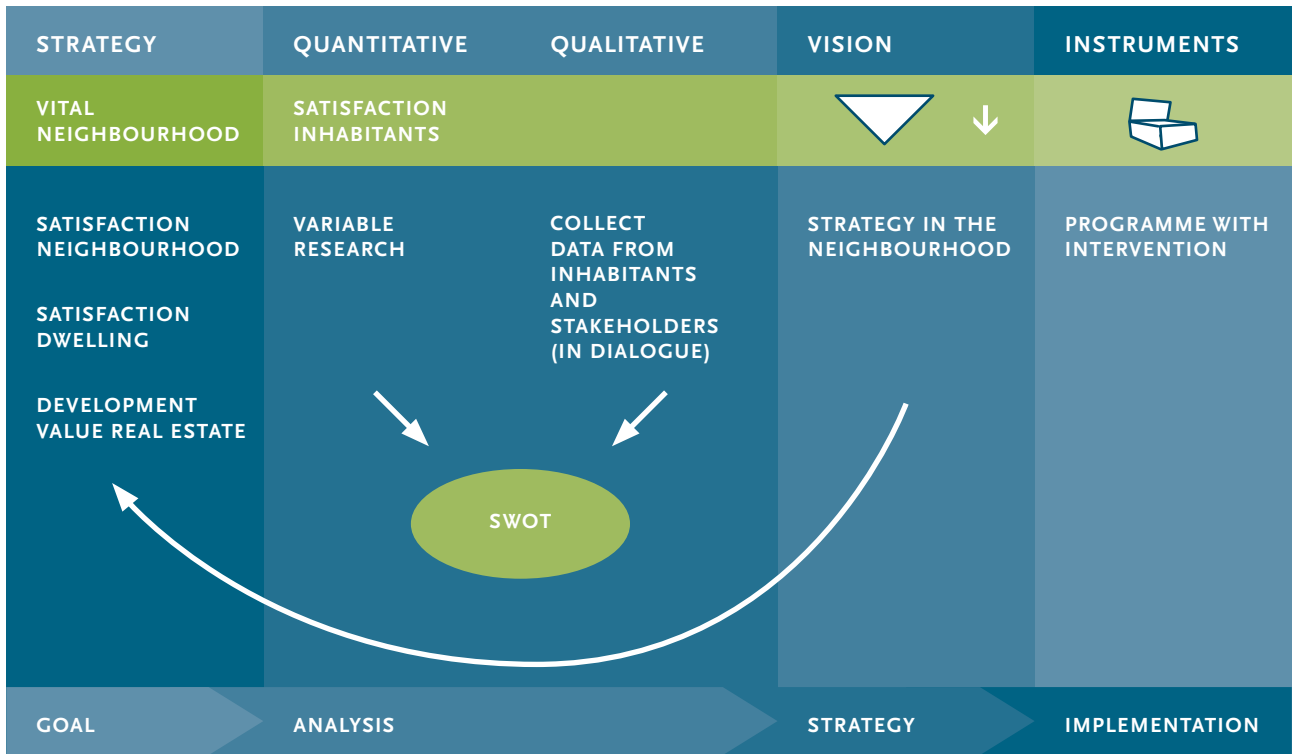 STRATEGY
QUANTITATIVE
QUALITATIVE
VISION
INSTRUMENTS
VITAL
NEIGHBOURHOOD
SATISFACTION
INHABITANTS
SATISFACTION
NEIGHBOURHOOD
SATISFACTION
DWELLING
DEVELOPMENT
VALUE REAL ESTATE
VARIABLE
RESEARCH
COLLECT
DATA FROM
INHABITANTS
AND
STAKEHOLDERS
(IN DIALOGUE)
SWOT
STRATEGY IN THE
NEIGHBOURHOOD
PROGRAMME WITH
INTERVENTION
GOAL
ANALYSIS
STRATEGY
IMPLEMENTATION